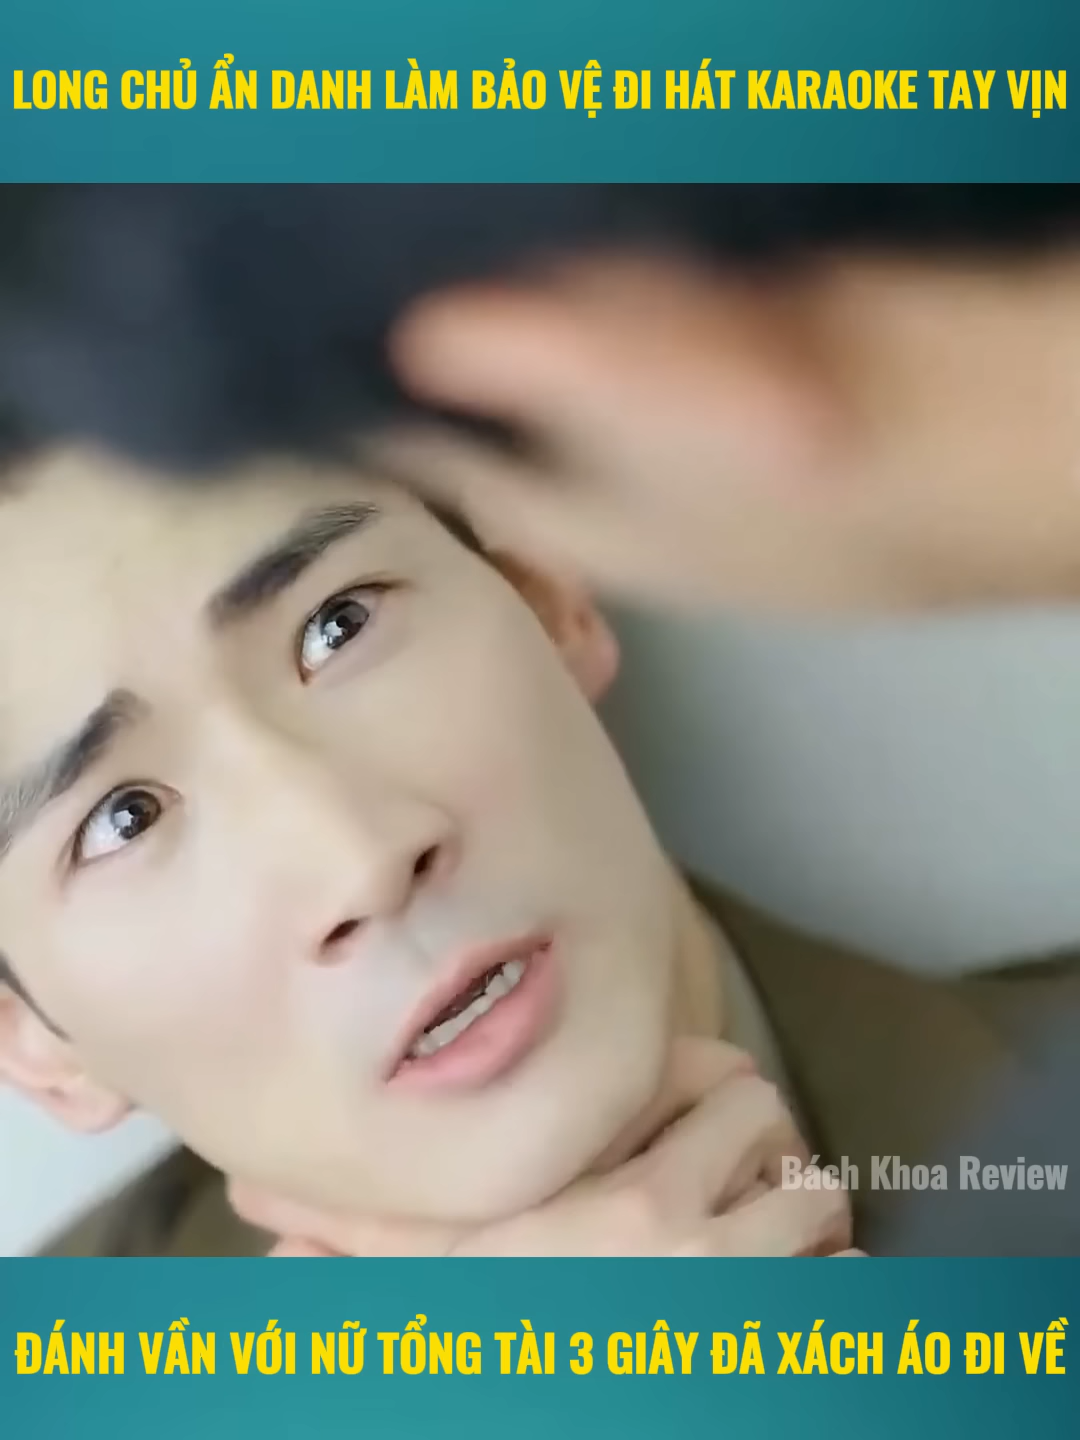 LONG CHỦ ẨN DANH LÀM BẢO VỆ ĐI HÁT KARAOKE TAY VỊN
Bách Khoa Review
ĐÁNH VẦN VỚI NỮ TỔNG TÀI 3 GIÂY ĐÃ XÁCH ÁO ĐI VỀ